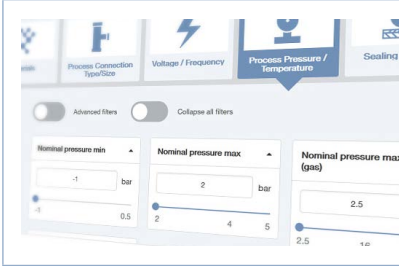 Process Connection
Type/Size
Voltage / Frequency
Process Pressure /
Temperature
Sealing
Advanced filters
Collapse all filters
Nominal pressure min
-1
bar
-1
0.5
Nominal pressure max
2
bar
2
4
5
Nominal pressure max
(gas)
2.5
2.5
16